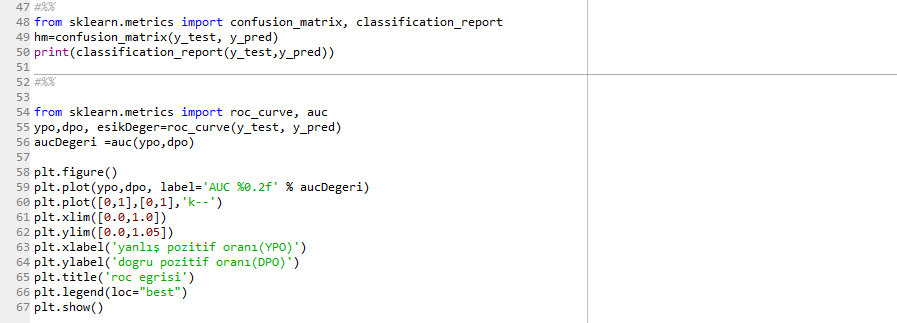 47 #%%
48 from sklearn.metrics import confusion_matrix, classification_report
49 hm=confusion_matrix(y_test, y_pred)
50 print(classification_report(y_test,y_pred))
51
52 #%%
53
54 from sklearn.metrics import roc_curve, auc
55 ypo,dpo, esikDeger=roc_curve(y_test, y_pred)
56 aucDegeri =auc(ypo,dpo)
57
58 plt.figure()
59 plt.plot(ypo,dpo, label='AUC %0.2f' % aucDegeri)
60 plt.plot([0,1],[0,1],'k--')
61 plt.xlim([0.0,1.0])
62 plt.ylim([0.0,1.05])
63 plt.xlabel('yanlış pozitif oranı(YPO)')
64 plt.ylabel('dogru pozitif oranı(DPO)')
65 plt.title('roc egrisi')
66 plt.legend(loc="best")
67 plt.show()